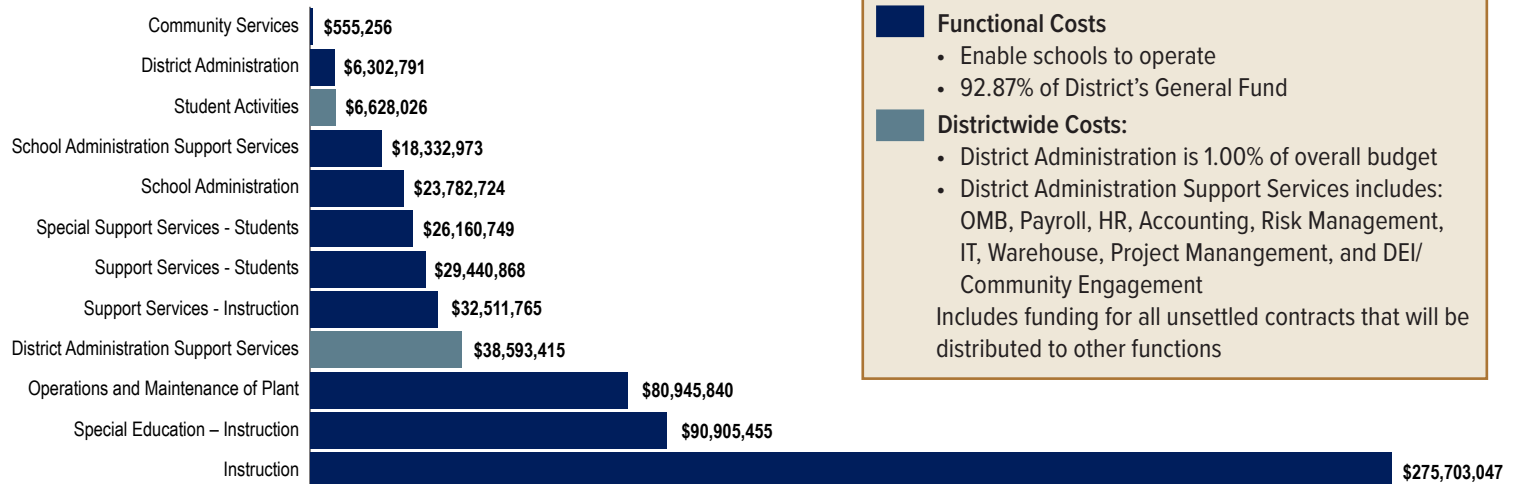 Community Services $555,256
District Administration $6,302,791
Student Activities $6,628,026
School Administration Support Services $18,332,973
School Administration $23,782,724
Special Support Services - Students $26,160,749
Support Services - Students $29,440,868
Support Services - Instruction $32,511,765
District Administration Support Services $38,593,415
Operations and Maintenance of Plant $80,945,840
Special Education – Instruction $90,905,455
Instruction $275,703,047
Functional Costs
• Enable schools to operate
• 92.87% of District’s General Fund
Districtwide Costs:
• District Administration is 1.00% of overall budget
• District Administration Support Services includes:
OMB, Payroll, HR, Accounting, Risk Management,
IT, Warehouse, Project Manangement, and DEI/
Community Engagement
Includes funding for all unsettled contracts that will be
distributed to other functions